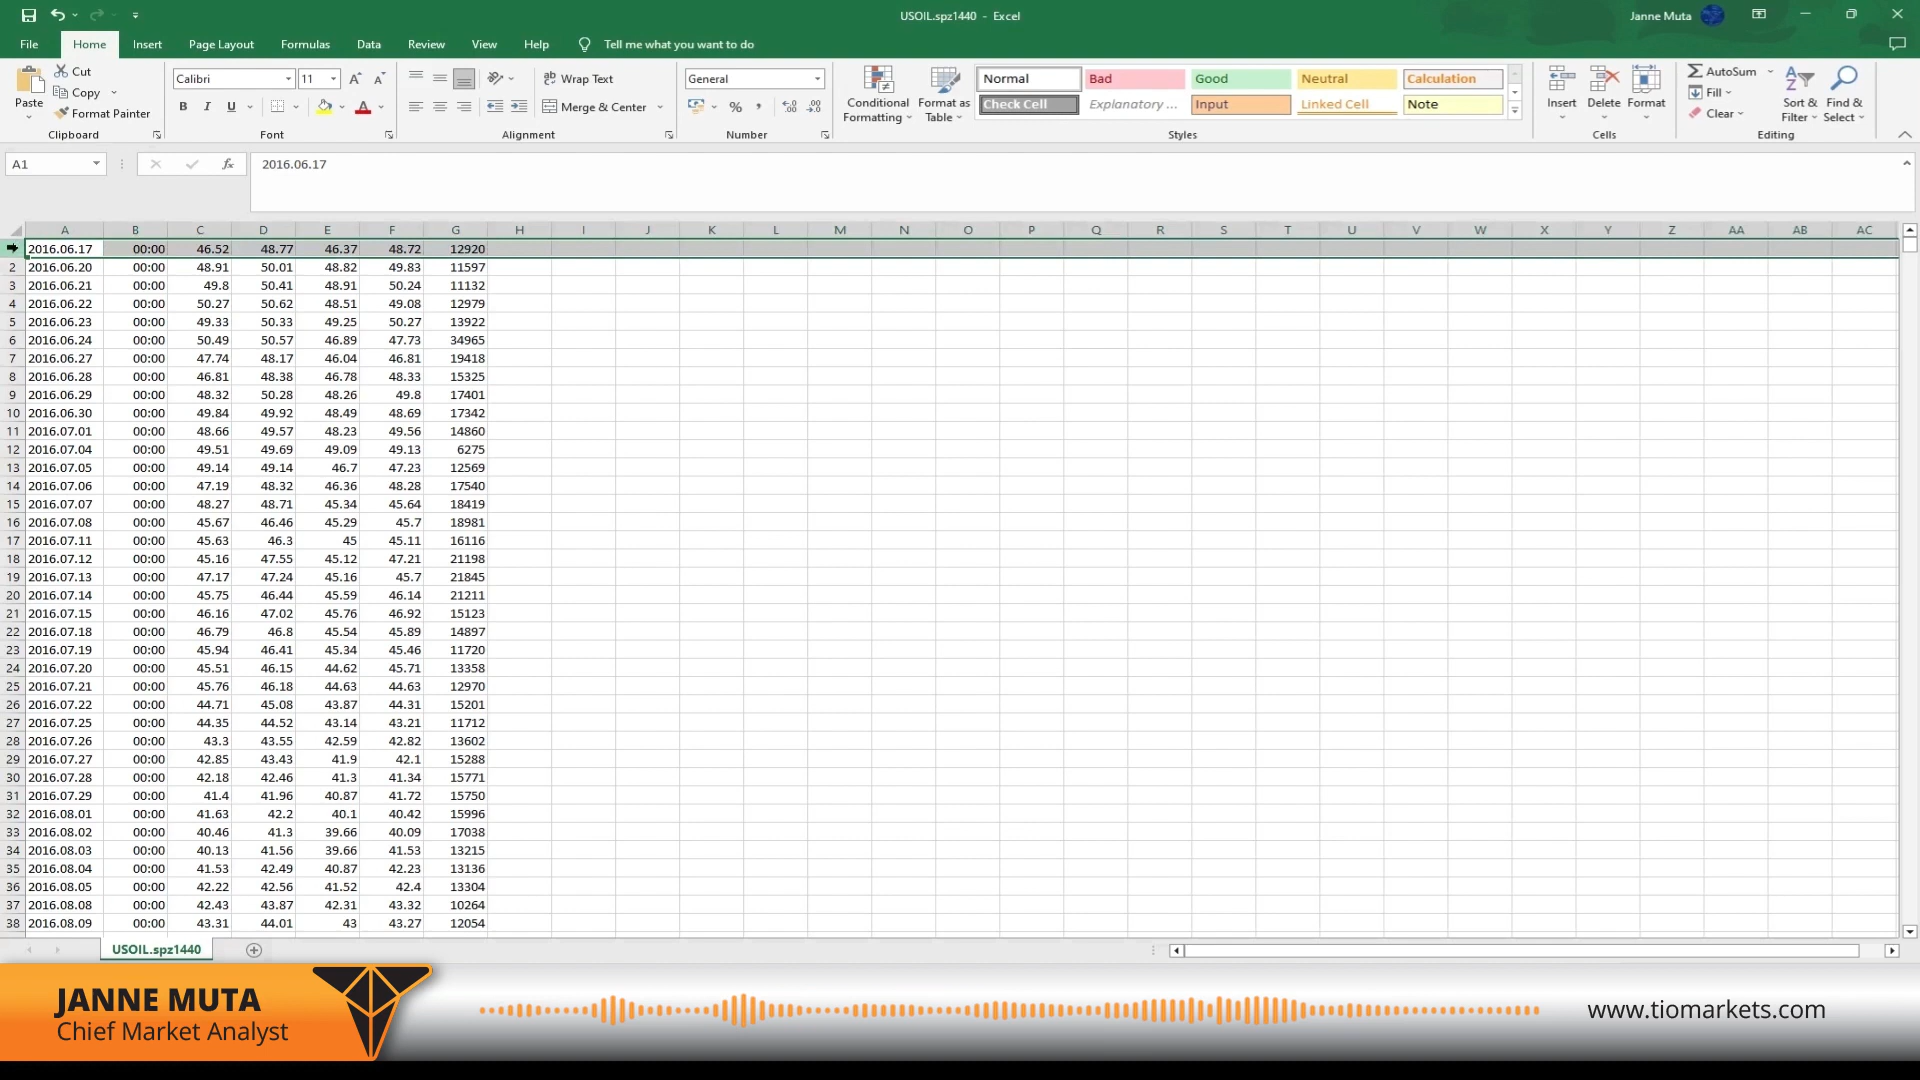 USOIL.spz1440 - Excel
Janne Muta
File Home Insert Page Layout Formulas Data Review View Help Tell me what you want to do
Paste
Cut
Copy
Format Painter
Clipboard
Calibri 11
B I U
Font
Wrap Text
Merge & Center
Alignment
General
%
Number
Conditional Formatting
Format as Table
Normal Bad Good Neutral Calculation
Check Cell Explanatory ... Input Linked Cell Note
Styles
Insert Delete Format
Cells
AutoSum
Fill
Clear
Sort & Filter
Find & Select
Editing
A1 fx 2016.06.17
A B C D E F G H I J K L M N O P Q R S T U V W X Y Z AA AB AC
2016.06.17 00:00 46.52 48.77 46.37 48.72 12920
2 2016.06.20 00:00 48.91 50.01 48.82 49.83 11597
3 2016.06.21 00:00 49.8 50.41 48.91 50.24 11132
4 2016.06.22 00:00 50.27 50.62 48.51 49.08 12979
5 2016.06.23 00:00 49.33 50.33 49.25 50.27 13922
6 2016.06.24 00:00 50.49 50.57 46.89 47.73 34965
7 2016.06.27 00:00 47.74 48.17 46.04 46.81 19418
8 2016.06.28 00:00 46.81 48.38 46.78 48.33 15325
9 2016.06.29 00:00 48.32 50.28 48.26 49.8 17401
10 2016.06.30 00:00 49.84 49.92 48.49 48.69 17342
11 2016.07.01 00:00 48.66 49.57 48.23 49.56 14860
12 2016.07.04 00:00 49.51 49.69 49.09 49.13 6275
13 2016.07.05 00:00 49.14 49.14 46.7 47.23 12569
14 2016.07.06 00:00 47.19 48.32 46.36 48.28 17540
15 2016.07.07 00:00 48.27 48.71 45.34 45.64 18419
16 2016.07.08 00:00 45.67 46.46 45.29 45.7 18981
17 2016.07.11 00:00 45.63 46.3 45 45.11 16116
18 2016.07.12 00:00 45.16 47.55 45.12 47.21 21198
19 2016.07.13 00:00 47.17 47.24 45.16 45.7 21845
20 2016.07.14 00:00 45.75 46.44 45.59 46.14 21211
21 2016.07.15 00:00 46.16 47.02 45.76 46.92 15123
22 2016.07.18 00:00 46.79 46.8 45.54 45.89 14897
23 2016.07.19 00:00 45.94 46.41 45.34 45.46 11720
24 2016.07.20 00:00 45.51 46.15 44.62 45.71 13358
25 2016.07.21 00:00 45.76 46.18 44.63 44.63 12970
26 2016.07.22 00:00 44.71 45.08 43.87 44.31 15201
27 2016.07.25 00:00 44.35 44.52 43.14 43.21 11712
28 2016.07.26 00:00 43.3 43.55 42.59 42.82 13602
29 2016.07.27 00:00 42.85 43.43 41.9 42.1 15288
30 2016.07.28 00:00 42.18 42.46 41.3 41.34 15771
31 2016.07.29 00:00 41.4 41.96 40.87 41.72 15750
32 2016.08.01 00:00 41.63 42.2 40.1 40.42 15996
33 2016.08.02 00:00 40.46 41.3 39.66 40.09 17038
34 2016.08.03 00:00 40.13 41.56 39.66 41.53 13215
35 2016.08.04 00:00 41.53 42.49 40.87 42.23 13136
36 2016.08.05 00:00 42.22 42.56 41.52 42.4 13304
37 2016.08.08 00:00 42.43 43.87 42.31 43.32 10264
38 2016.08.09 00:00 43.31 44.01 43 43.27 12054
USOIL.spz1440
JANNE MUTA
Chief Market Analyst
www.tiomarkets.com